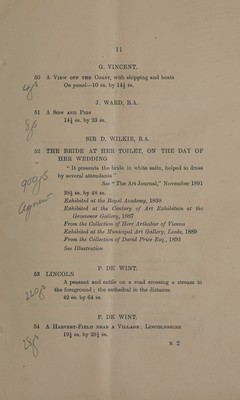 11
G. VINCENT.
50 A VIEW OFF THE COAST, with shipping and boats
On panel—10 in. by 14½ in.
J. WARD, R.A.
51 A SOW AND PIGS
14½ in. by 23 in.
SIR D. WILKIE, R.A.
52 THE BRIDE AT HER TOILET, ON THE DAY OF
HER WEDDING
" It presents the bride in white satin, helped to dress
by several attendants "
See " The Art Journal," November 1891
38½ in. by 48 in.
Exhibited at the Royal Academy, 1838
Exhibited at the Century of Art Exhibition at the
Grosvenor Gallery, 1887
From the Collection of Herr Arthaber of Vienna
Exhibited at the Municipal Art Gallery, Leeds, 1889
From the Collection of David Price Esq., 1891
See Illustration
P. DE WINT.
53 LINCOLN
A peasant and cattle on a road crossing a stream in
the foreground ; the cathedral in the distance
42 in. by 64 in.
P. DE WINT.
54 A HARVEST-FIELD NEAR A VILLAGE: LINCOLNSHIRE
19½ in. by 29½ in.
B 2
900gs
Agnew